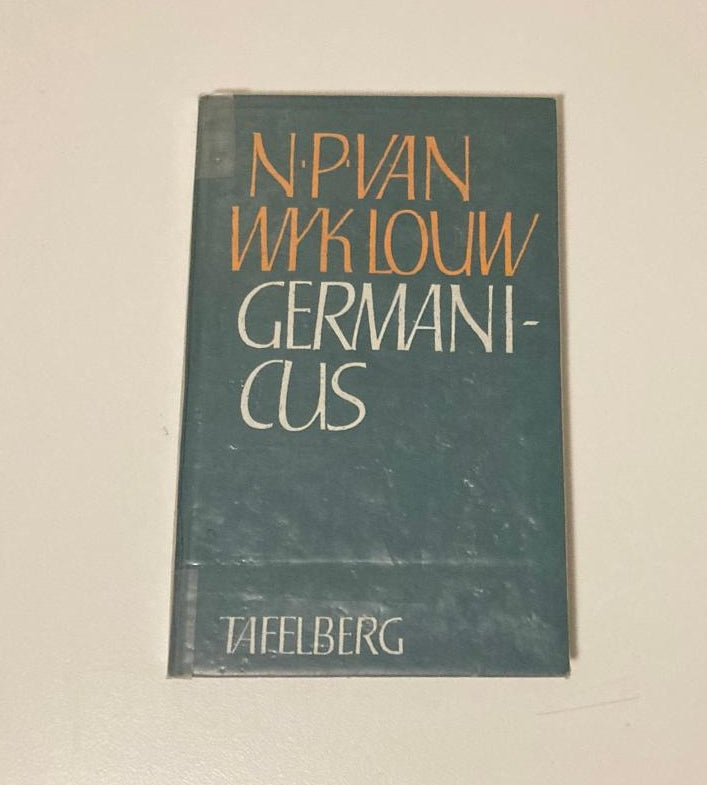 N·P·VAN
WYK LOUW
GERMANI-
CUS
TAFELBERG